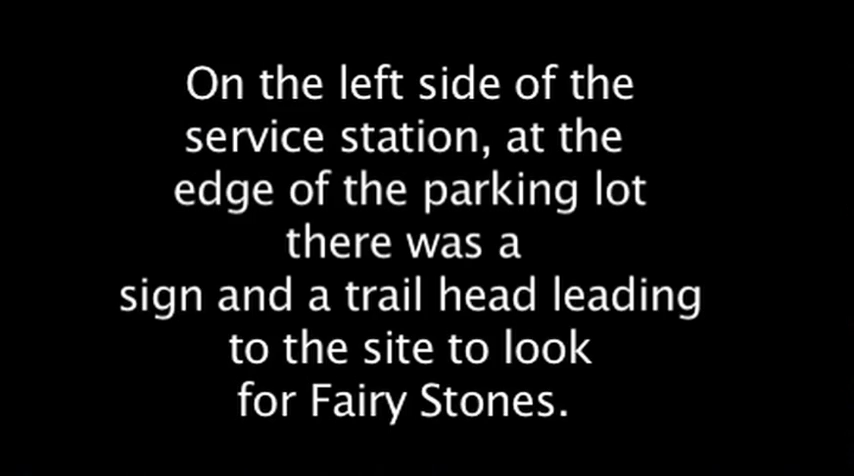 On the left side of the
service station, at the
edge of the parking lot
there was a
sign and a trail head leading
to the site to look
for Fairy Stones.